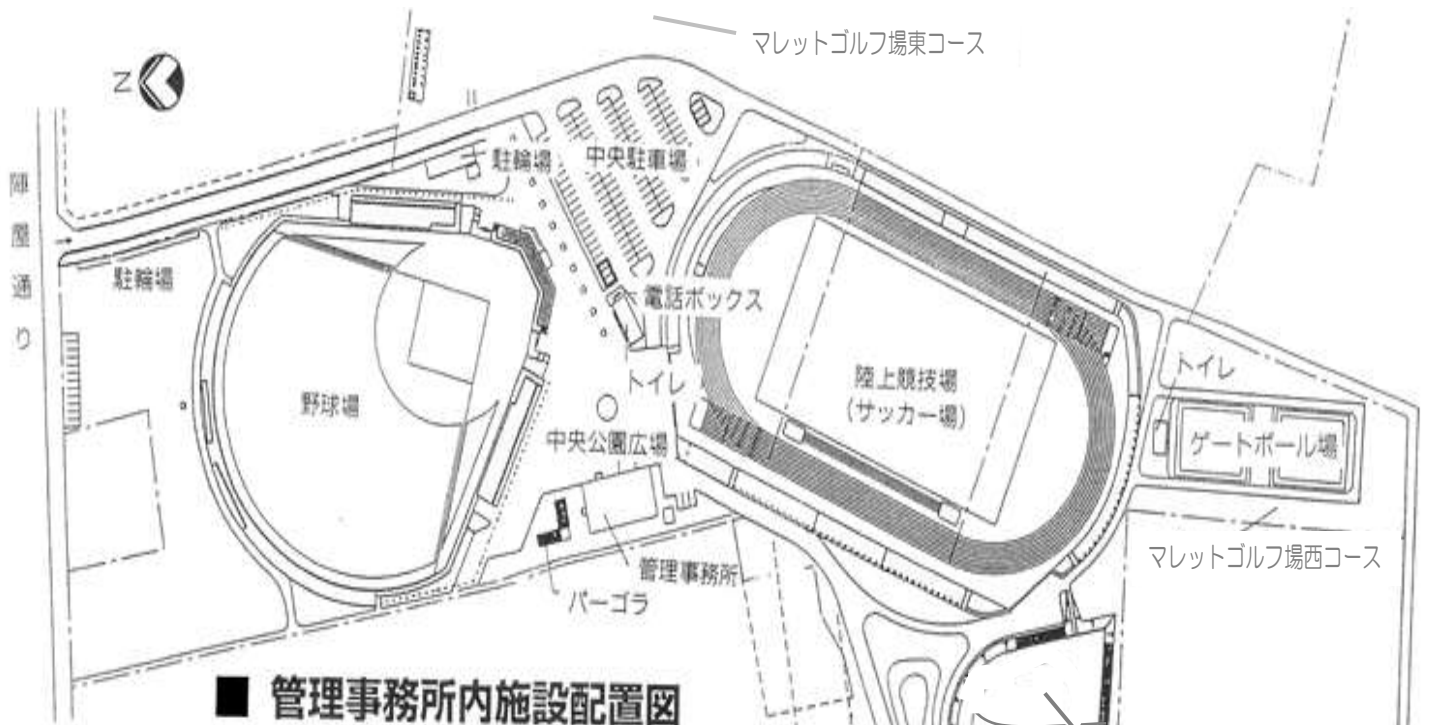 マレットゴルフ場東コース
N
駐輪場
中央駐車場
陣屋通り
駐輪場
電話ボックス
トイレ
野球場
陸上競技場
(サッカー場)
トイレ
ゲートボール場
中央公園広場
管理事務所
パーゴラ
マレットゴルフ場西コース
■ 管理事務所内施設配置図